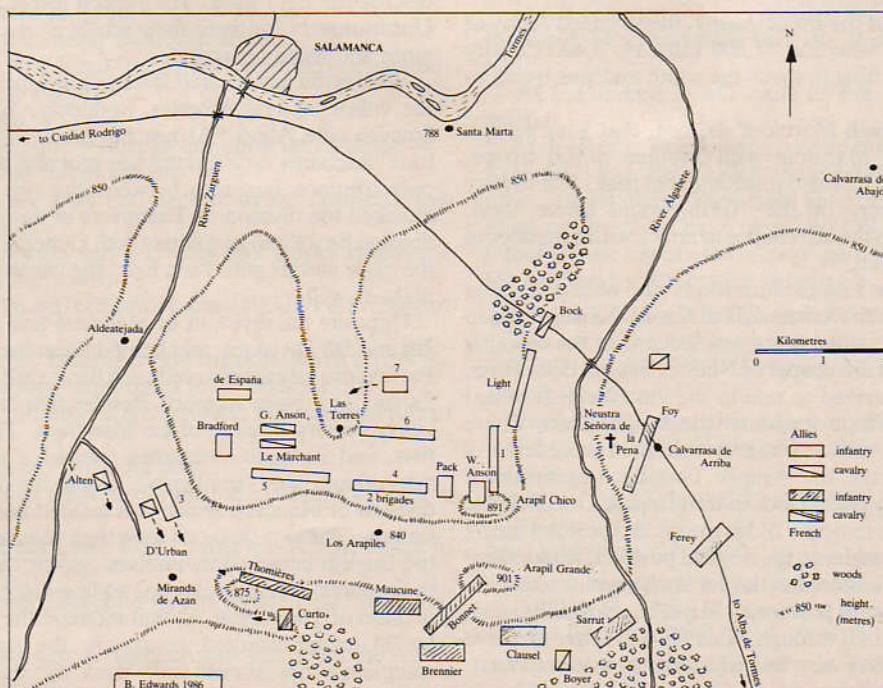 SALAMANCA
Tormes
N
to Cuidad Rodrigo
788
Santa Marta
Calvarrasa de
Abajo
850
River Zurguen
850
River Algabete
850
Aldeatejada
Bock
Kilometres
0
de España
7
Light
Las
Torres
G. Anson
6
Foy
Neustra
Señora de
la
Pena
Calvarrasa de
Arriba
Allies
infantry
cavalry
infantry
cavalry
French
Bradford
Le Marchant
Pack
W.
Anson
1
V
Alten
3
5
4
2 brigades
891
Arapil Chico
D'Urban
Los Arapiles
840
Ferey
woods
Miranda
de Azan
Thomières
875
Maucune
901
Arapil Grande
Bonnet
850
height
(metres)
Curto
Sarrut
Clausel
Brennier
Boyer
to Alba de Tormes
B. Edwards 1986